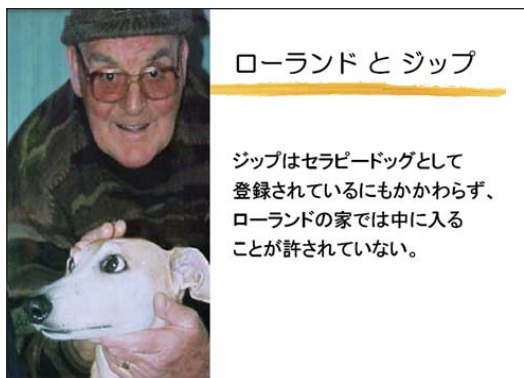 ローランド と ジップ
ジップはセラピードッグとして
登録されているにもかかわらず、
ローランドの家では中に入る
ことが許されていない。